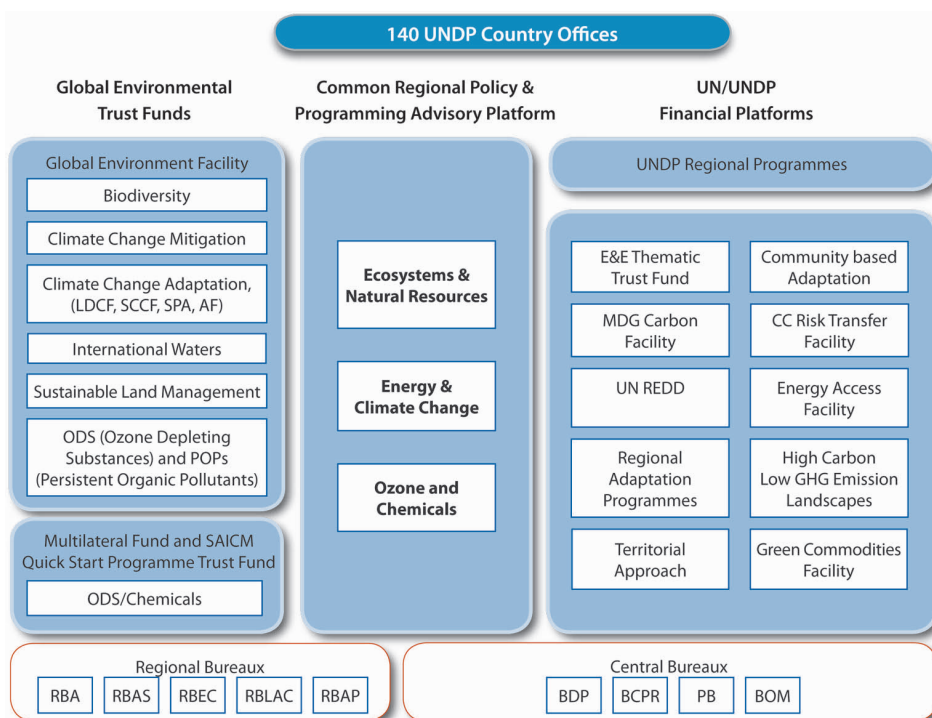 140 UNDP Country Offices
Global Environmental
Trust Funds
Common Regional Policy &
Programming Advisory Platform
UN/UNDP
Financial Platforms
Global Environment Facility
Biodiversity
Climate Change Mitigation
Climate Change Adaptation,
(LDCF, SCCF, SPA, AF)
International Waters
Sustainable Land Management
ODS (Ozone Depleting
Substances) and POPs
(Persistent Organic Pollutants)
Multilateral Fund and SAICM
Quick Start Programme Trust Fund
ODS/Chemicals
Ecosystems &
Natural Resources
Energy &
Climate Change
Ozone and
Chemicals
UNDP Regional Programmes
E&E Thematic
Trust Fund
Community based
Adaptation
MDG Carbon
Facility
CC Risk Transfer
Facility
UN REDD
Energy Access
Facility
Regional
Adaptation
Programmes
High Carbon
Low GHG Emission
Landscapes
Territorial
Approach
Green Commodities
Facility
Regional Bureaux
RBA
RBAS
RBEC
RBLAC
RBAP
Central Bureaux
BDP
BCPR
PB
BOM